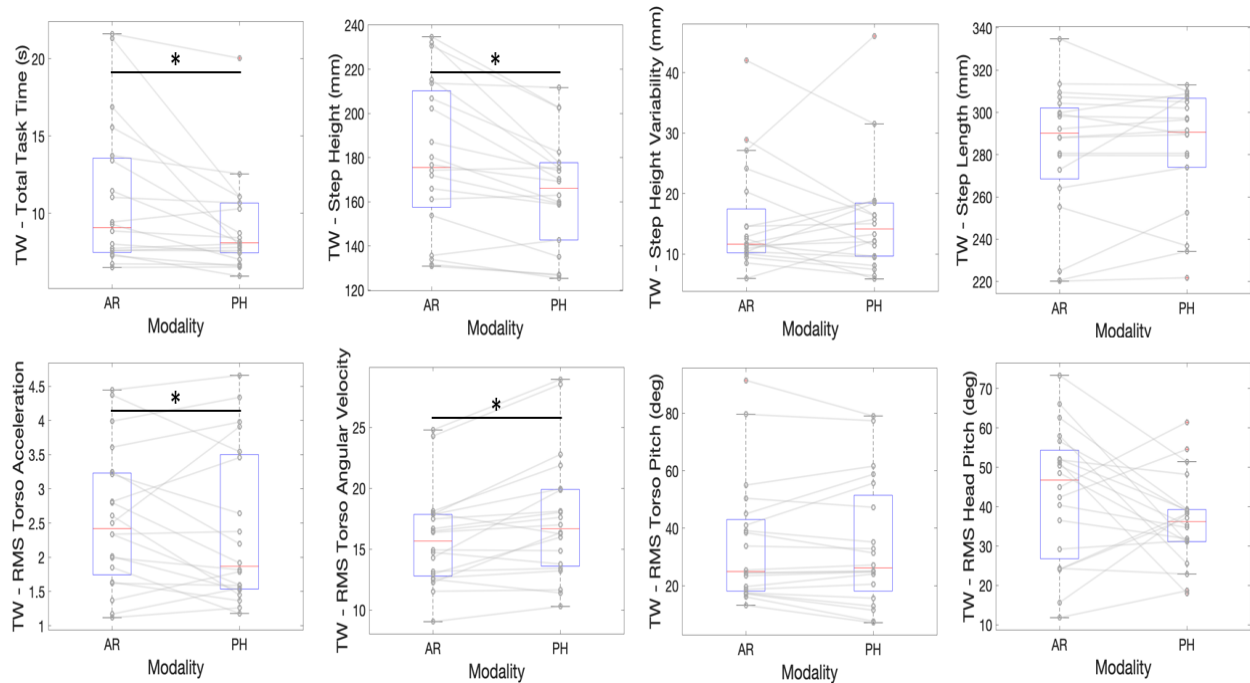 TW - Total Task Time (s)
20
15
10
*
AR
PH
Modality
TW - Step Height (mm)
240
220
200
180
160
140
120
*
AR
PH
Modality
TW - Step Height Variability (mm)
40
30
20
10
AR
PH
Modality
TW - Step Length (mm)
340
320
300
280
260
240
220
AR
PH
Modality
TW - RMS Torso Acceleration
4.5
4
3.5
3
2.5
2
1.5
1
*
AR
PH
Modality
TW - RMS Torso Angular Velocity
25
20
15
10
*
AR
PH
Modality
TW - RMS Torso Pitch (deg)
80
60
40
20
AR
PH
Modality
TW - RMS Head Pitch (deg)
70
60
50
40
30
20
10
AR
PH
Modality